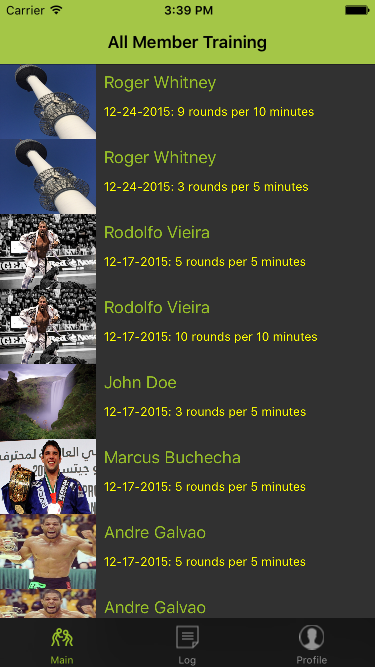 Carrier 3:39 PM
All Member Training
Roger Whitney
12-24-2015: 9 rounds per 10 minutes
Roger Whitney
12-24-2015: 3 rounds per 5 minutes
Rodolfo Vieira
12-17-2015: 5 rounds per 5 minutes
Rodolfo Vieira
12-17-2015: 10 rounds per 10 minutes
John Doe
12-17-2015: 3 rounds per 5 minutes
Marcus Buchecha
12-17-2015: 5 rounds per 5 minutes
Andre Galvao
12-17-2015: 5 rounds per 5 minutes
Andre Galvao
Main Log Profile